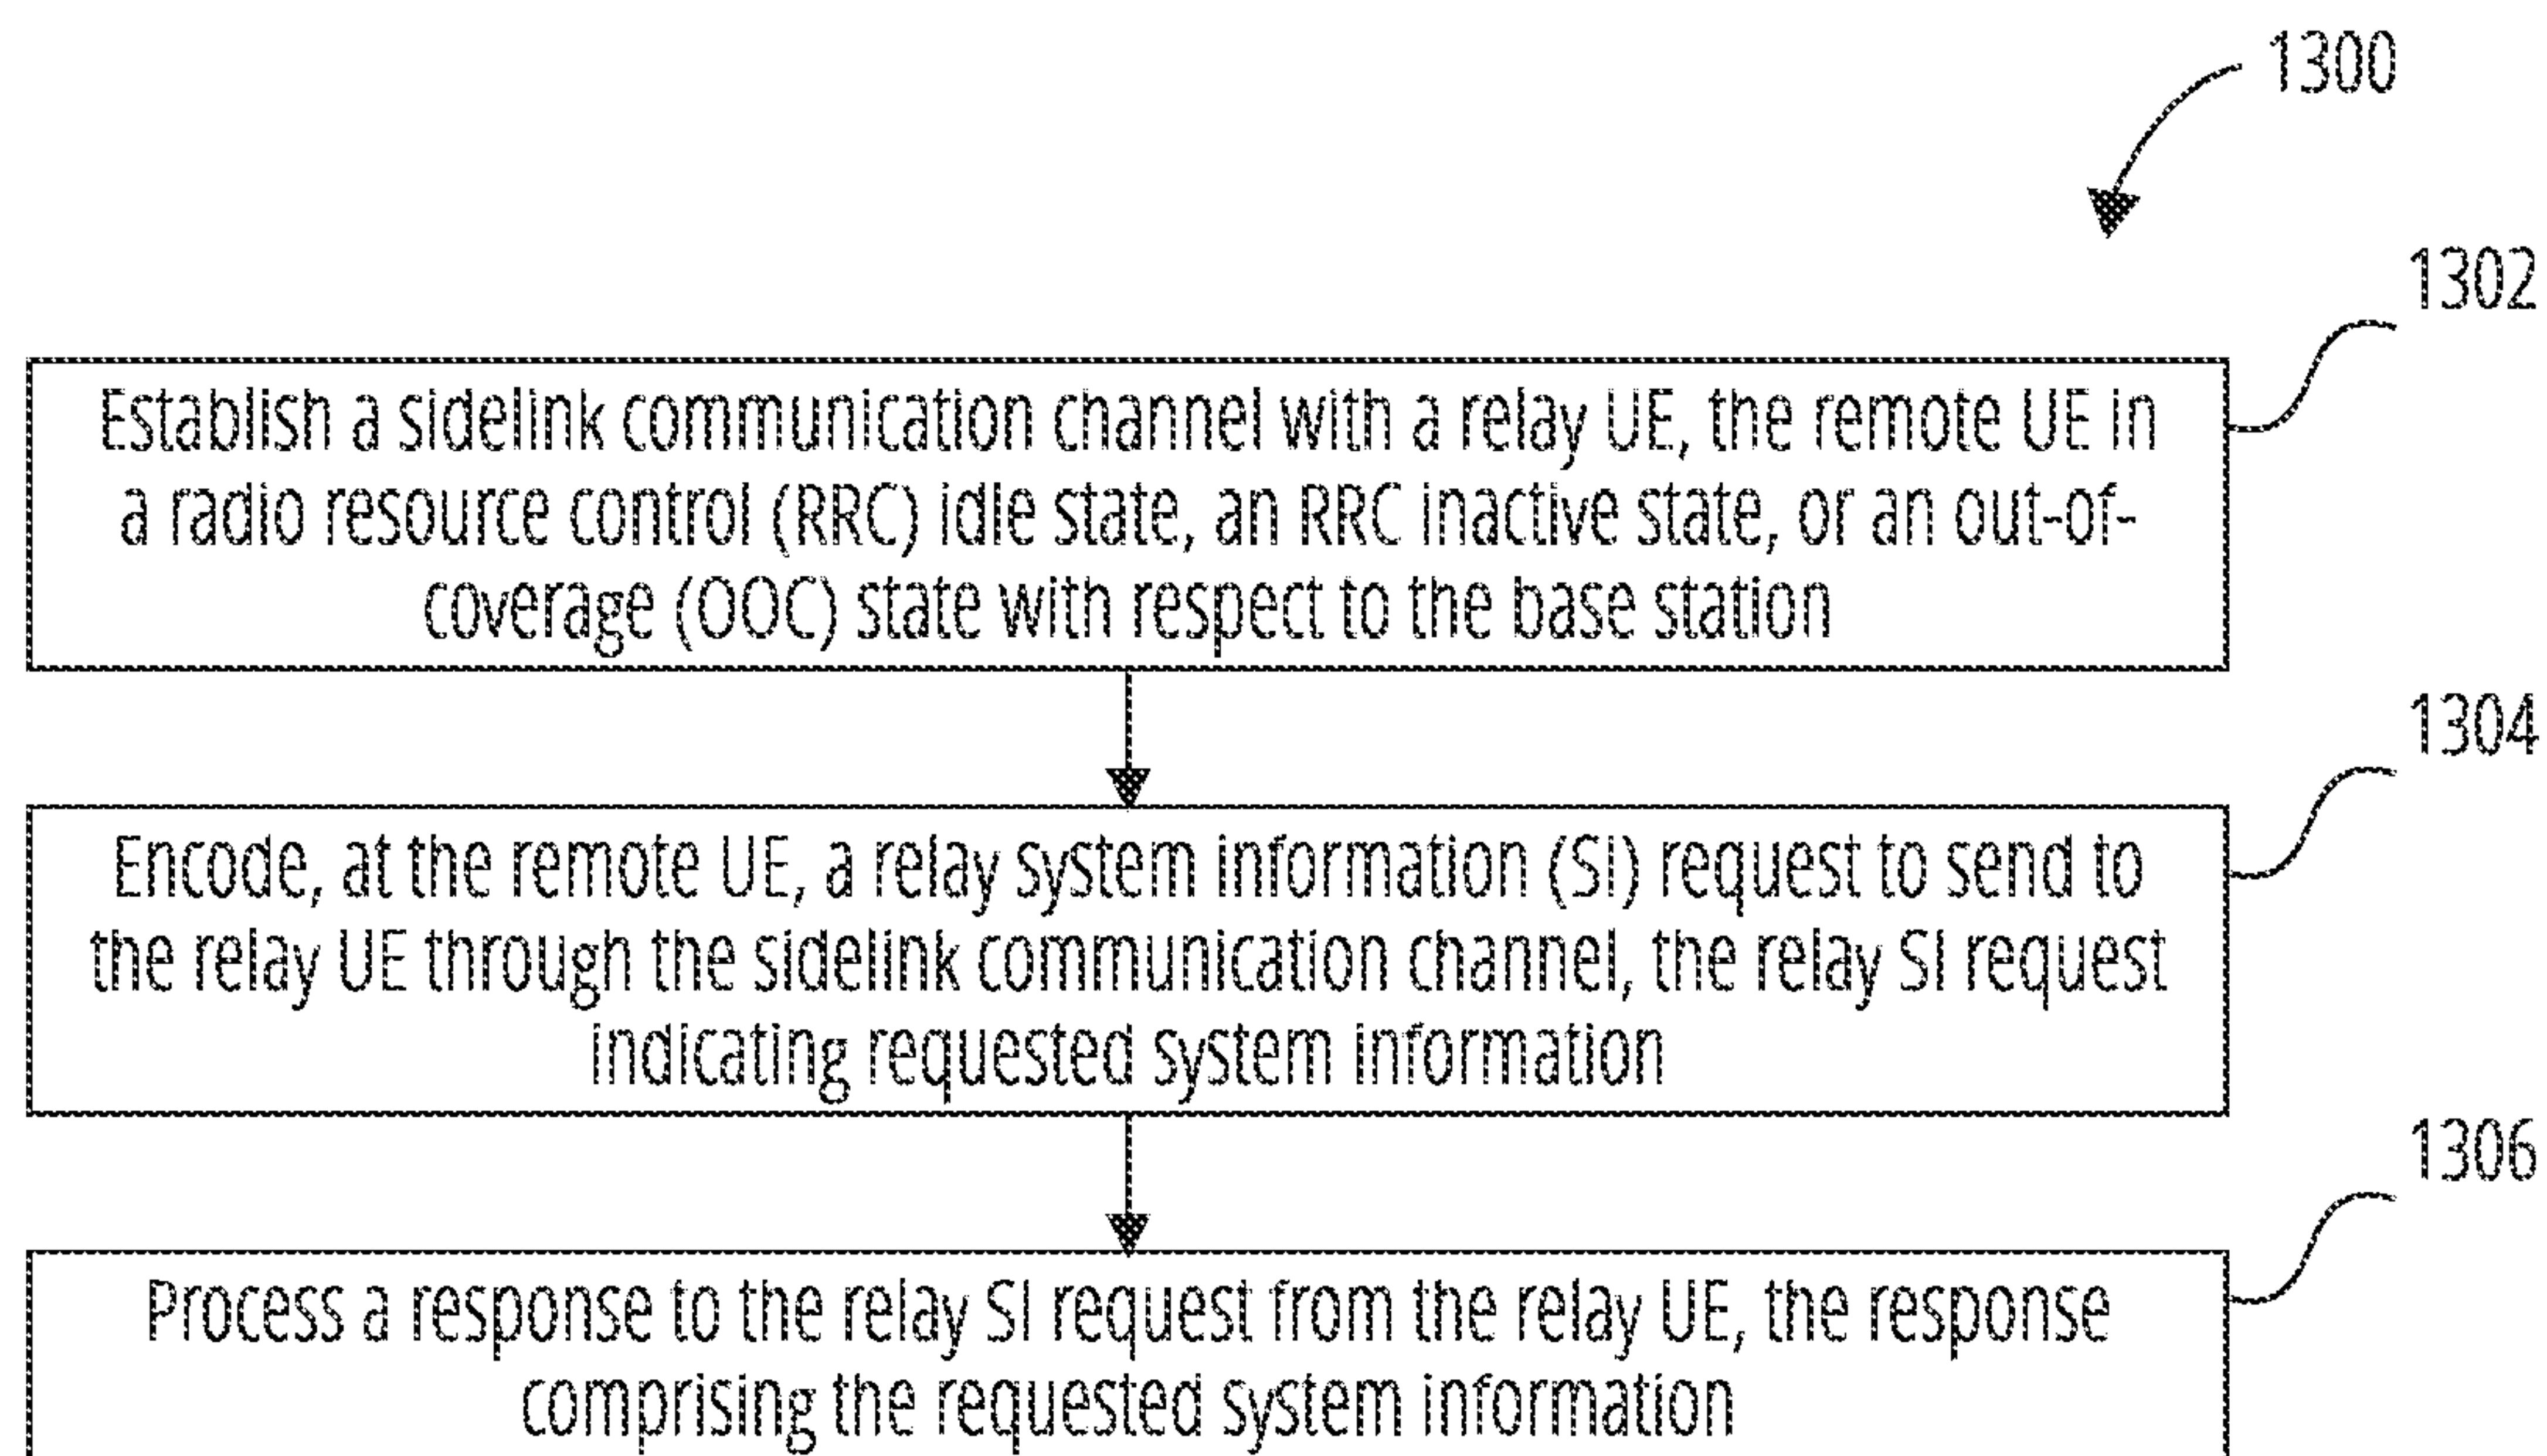 1300
1302
Establish a sidelink communication channel with a relay UE, the remote UE in
a radio resource control (RRC) idle state, an RRC inactive state, or an out-of-
coverage (OOC) state with respect to the base station
1304
Encode, at the remote UE, a relay system information (SI) request to send to
the relay UE through the sidelink communication channel, the relay SI request
indicating requested system information
1306
Process a response to the relay SI request from the relay UE, the response
comprising the requested system information